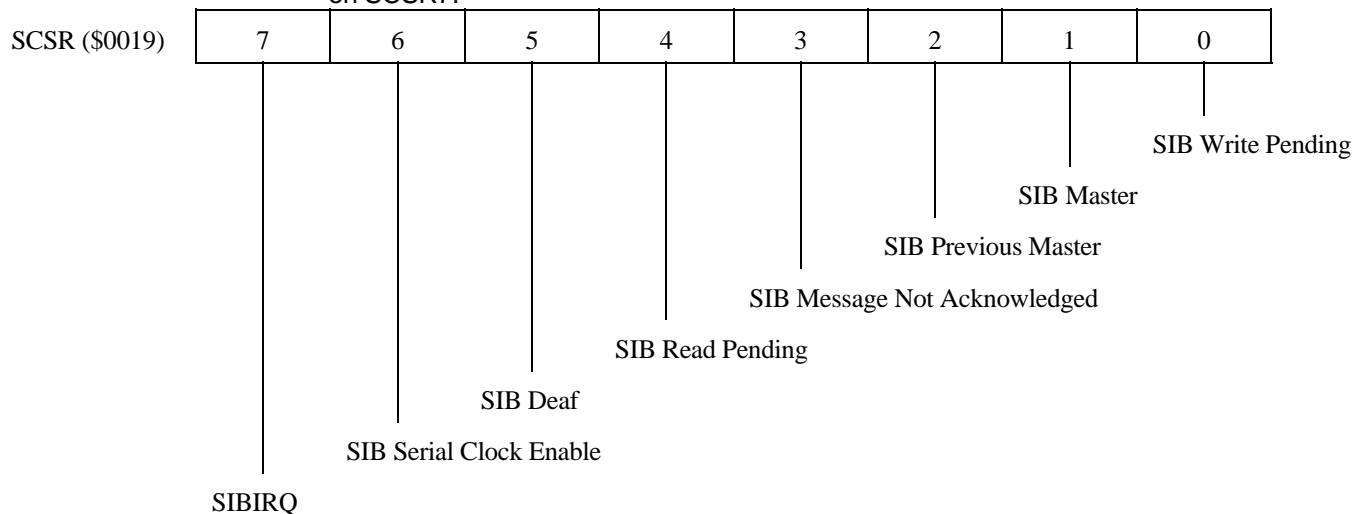 SCSR ($0019) 7 6 5 4 3 2 1 0
SIB Write Pending
SIB Master
SIB Previous Master
SIB Message Not Acknowledged
SIB Read Pending
SIB Deaf
SIB Serial Clock Enable
SIBIRQ